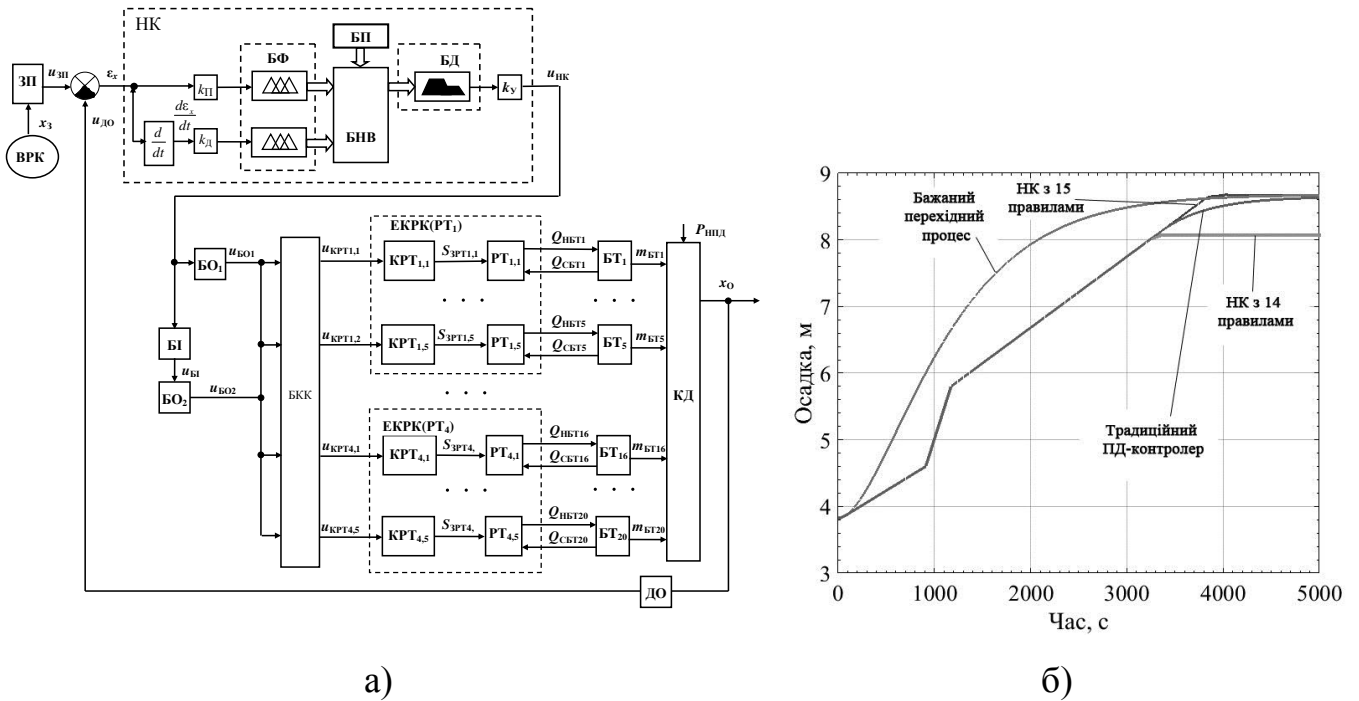 НК
БП
БФ
БД
ЗП
u_ЗП
ε_x
k_П
БНВ
k_У
u_НК
x_З
u_ДО
dε_x/dt
d/dt
k_Д
ВРК
БО₁
u_БО1
БІ
u_БІ
БО₂
u_БО2
БКК
ЕКРК(РТ₁)
P_НПД
u_КРТ1,1
КРТ₁,₁
S_ЗРТ1,1
РТ₁,₁
Q_НБТ1
Q_СБТ1
БТ₁
m_БТ1
. . .
. . .
u_КРТ1,2
КРТ₁,₅
S_ЗРТ1,5
РТ₁,₅
Q_НБТ5
Q_СБТ5
БТ₅
m_БТ5
. . .
. . .
КД
x_О
ЕКРК(РТ₄)
u_КРТ4,1
КРТ₄,₁
S_ЗРТ4,
РТ₄,₁
Q_НБТ16
Q_СБТ16
БТ₁₆
m_БТ16
. . .
. . .
u_КРТ4,5
КРТ₄,₅
S_ЗРТ4,
РТ₄,₅
Q_НБТ20
Q_СБТ20
БТ₂₀
m_БТ20
ДО
а)
Осадка, м
9
8
7
6
5
4
3
Бажаний
перехідний
процес
НК з 15
правилами
НК з 14
правилами
Традиційний
ПД-контролер
0 1000 2000 3000 4000 5000
Час, с
б)